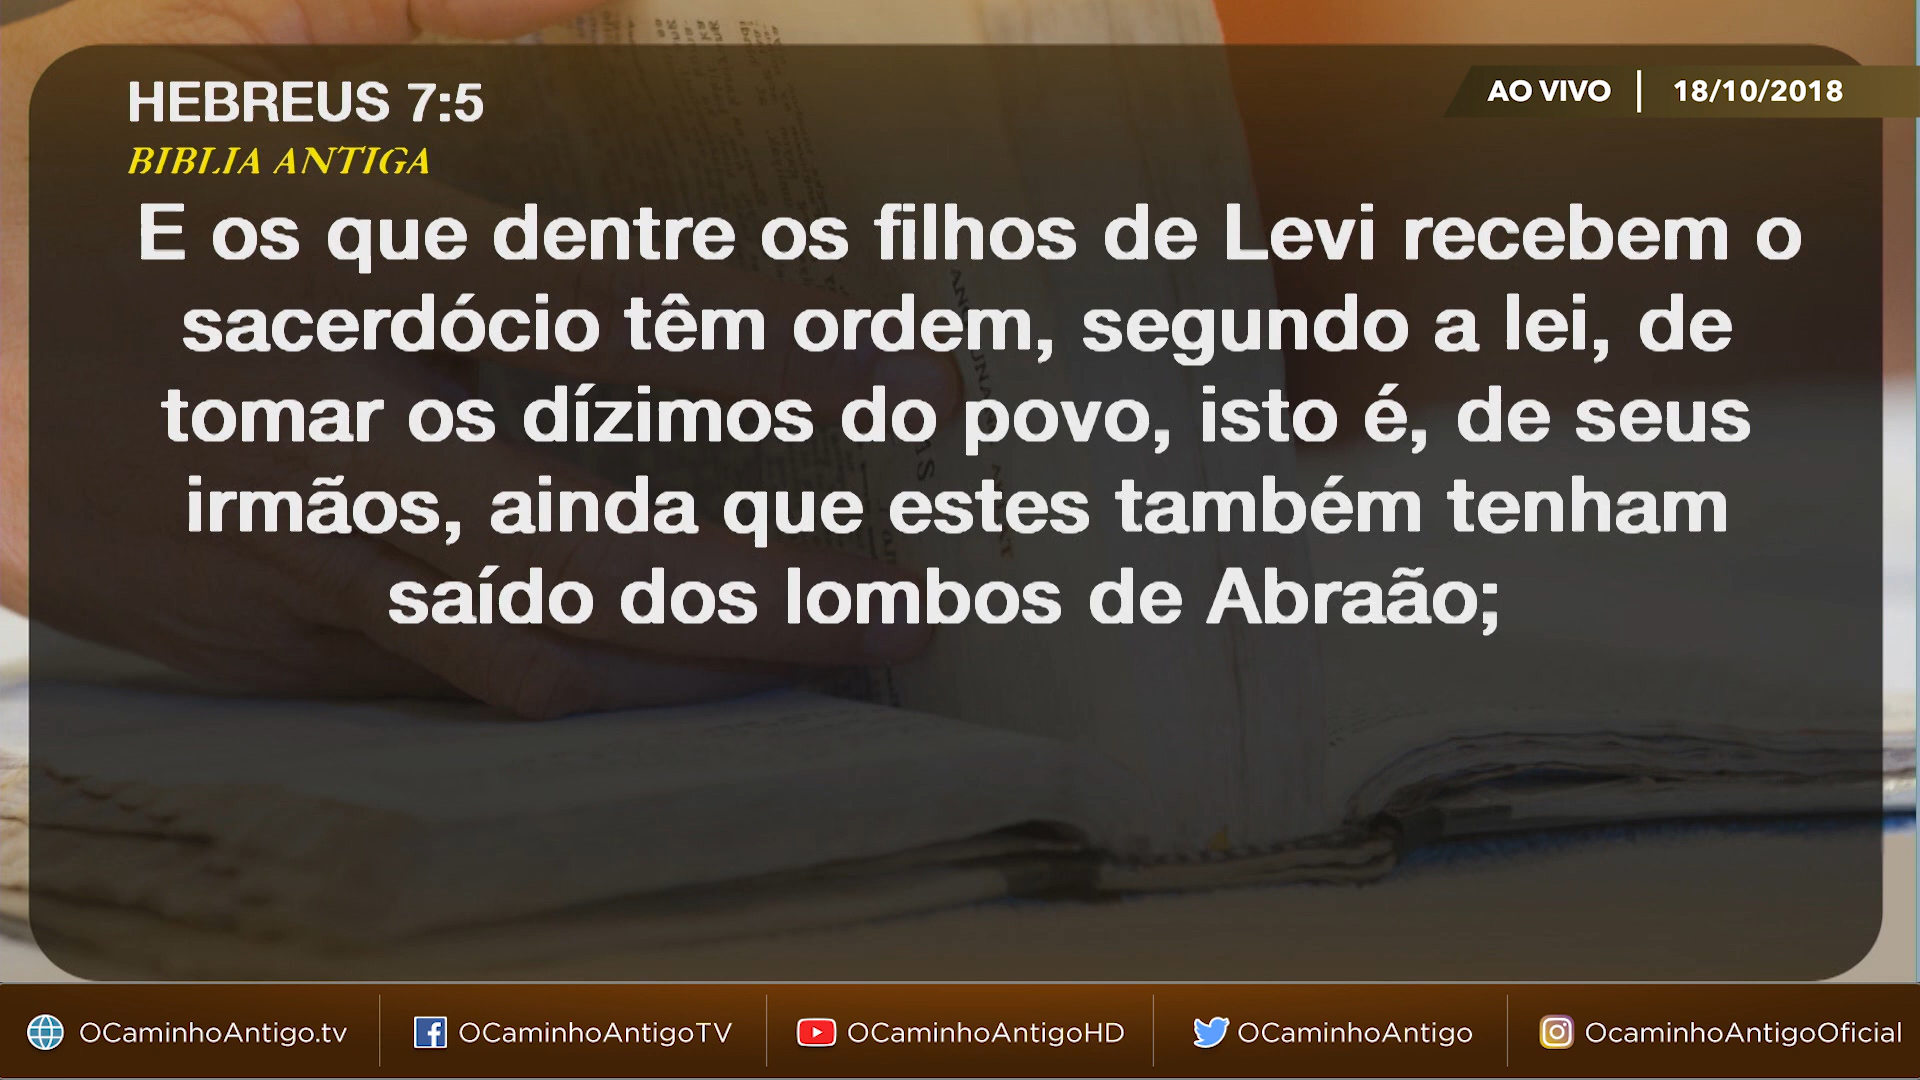 HEBREUS 7:5
AO VIVO | 18/10/2018
BIBLIA ANTIGA
E os que dentre os filhos de Levi recebem o
sacerdócio têm ordem, segundo a lei, de
tomar os dízimos do povo, isto é, de seus
irmãos, ainda que estes também tenham
saído dos lombos de Abraão;
OCaminhoAntigo.tv
OCaminhoAntigoTV
OCaminhoAntigoHD
OCaminhoAntigo
OcaminhoAntigoOficial